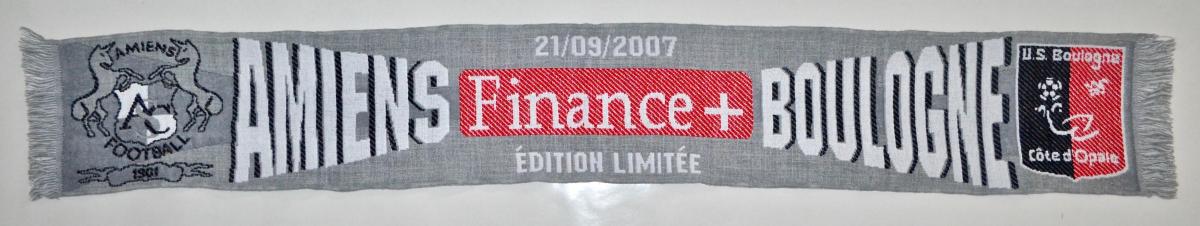 AMIENS
AC
FOOTBALL
1901
AMIENS
21/09/2007
Finance+
ÉDITION LIMITÉE
BOULOGNE
U.S. Boulogne
Côte d'Opale